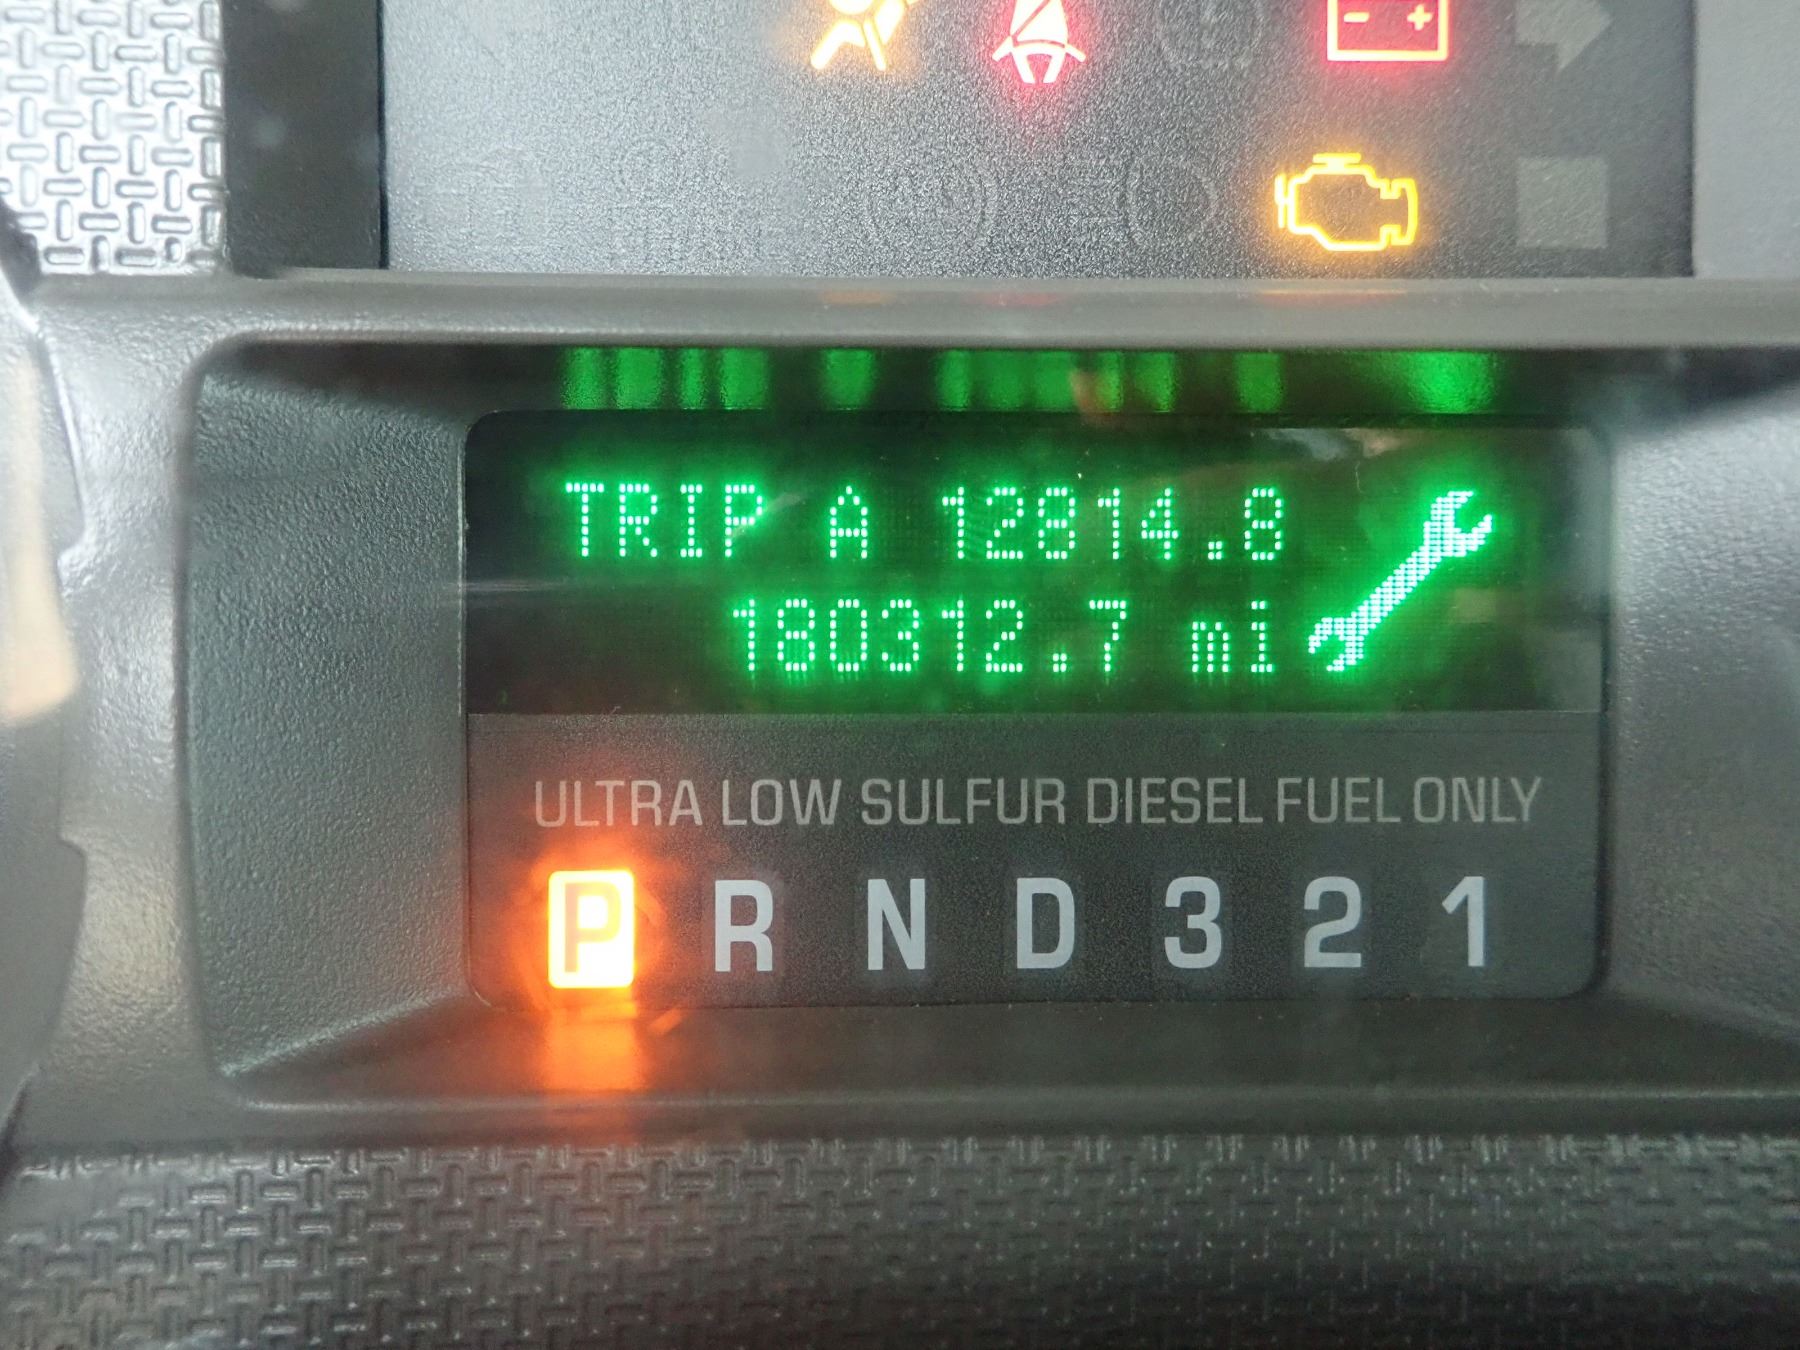 TRIP A 12814.8
180312.7 mi
ULTRA LOW SULFUR DIESEL FUEL ONLY
P R N D 3 2 1